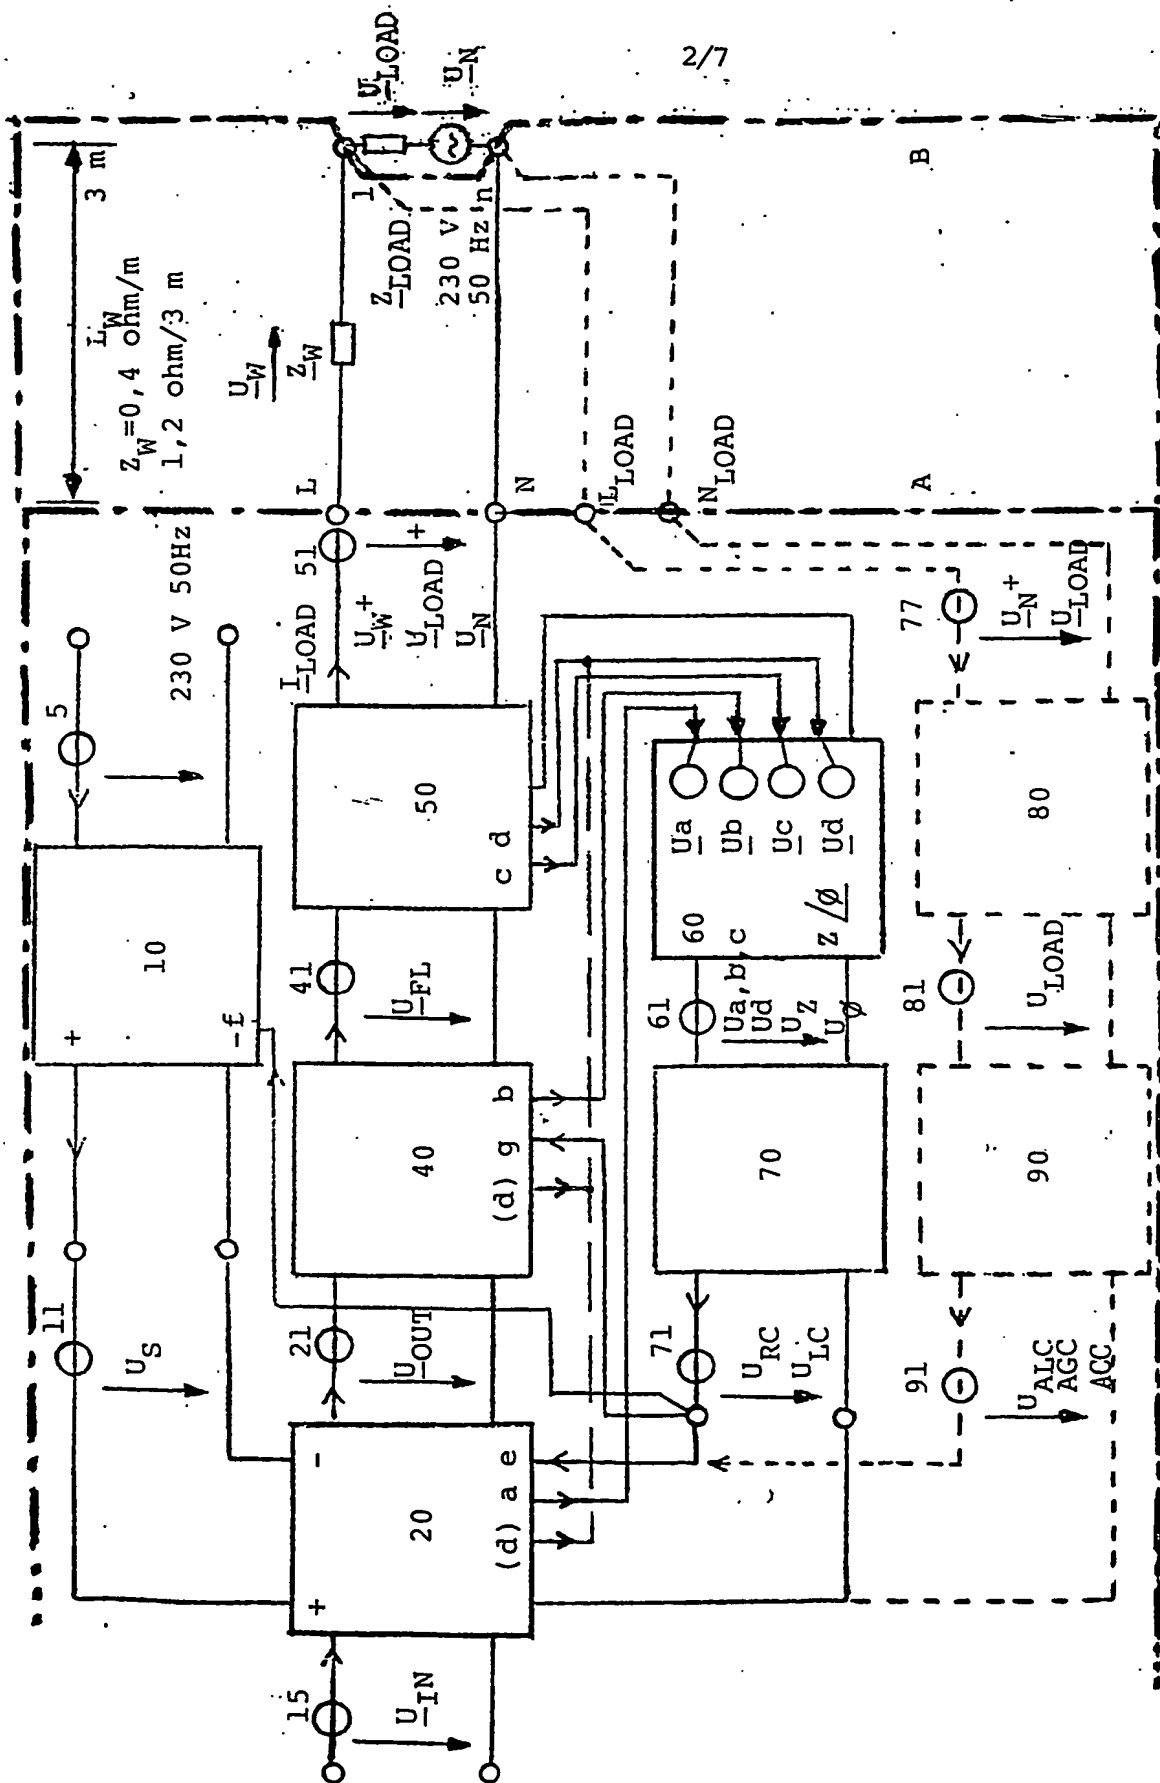 2/7
3 m
L_W
Z_W=0,4 ohm/m
1,2 ohm/3 m
230 V 50Hz
5
10
+
-f
11
U_S
U_W
Z_W
L
N
l
n
Z_LOAD
230 V
50 Hz
U_LOAD
U_N
L_LOAD
N_LOAD
A
B
I_LOAD
51
+
U_W+
U_LOAD
U_N
50
c d
41
U_FL
40
(d) g b
21
U_OUT
20
+
-
(d) a e
15
U_IN
60
Ua
Ub
Uc
Ud
Z/Ø
61
Ua,b,c
Ud
U_Z
U_Ø
70
71
U_RC
U_LC
77
U_N+
U_LOAD
80
81
U_LOAD
90
91
U_ALC
AGC
ACC